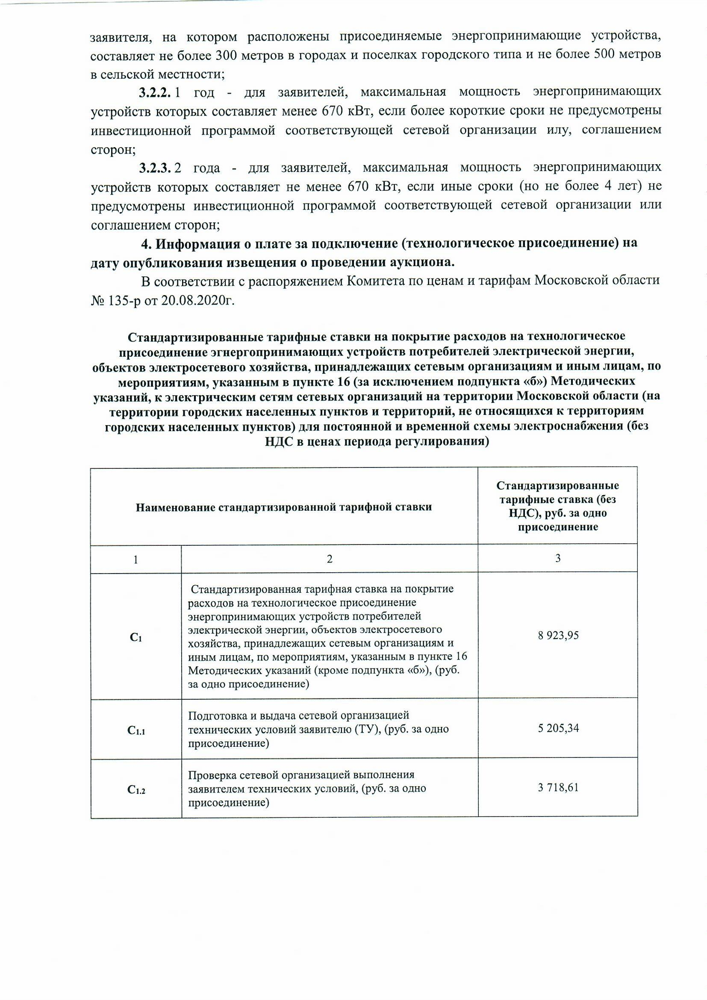 заявителя, на котором расположены присоединяемые энергопринимающие устройства,
составляет не более 300 метров в городах и поселках городского типа и не более 500 метров
в сельской местности;
3.2.2. 1 год - для заявителей, максимальная мощность энергопринимающих
устройств которых составляет менее 670 кВт, если более короткие сроки не предусмотрены
инвестиционной программой соответствующей сетевой организации илу, соглашением
сторон;
3.2.3. 2 года - для заявителей, максимальная мощность энергопринимающих
устройств которых составляет не менее 670 кВт, если иные сроки (но не более 4 лет) не
предусмотрены инвестиционной программой соответствующей сетевой организации или
соглашением сторон;
4. Информация о плате за подключение (технологическое присоединение) на
дату опубликования извещения о проведении аукциона.
В соответствии с распоряжением Комитета по ценам и тарифам Московской области
№ 135-р от 20.08.2020г.
Стандартизированные тарифные ставки на покрытие расходов на технологическое
присоединение эгнергопринимающих устройств потребителей электрической энергии,
объектов электросетевого хозяйства, принадлежащих сетевым организациям и иным лицам, по
мероприятиям, указанным в пункте 16 (за исключением подпункта «б») Методических
указаний, к электрическим сетям сетевых организаций на территории Московской области (на
территории городских населенных пунктов и территорий, не относящихся к территориям
городских населенных пунктов) для постоянной и временной схемы электроснабжения (без
НДС в ценах периода регулирования)
Наименование стандартизированной тарифной ставки
Стандартизированные
тарифные ставка (без
НДС), руб. за одно
присоединение
1
2
3
С1
Стандартизированная тарифная ставка на покрытие
расходов на технологическое присоединение
энергопринимающих устройств потребителей
электрической энергии, объектов электросетевого
хозяйства, принадлежащих сетевым организациям и
иным лицам, по мероприятиям, указанным в пункте 16
Методических указаний (кроме подпункта «б»), (руб.
за одно присоединение)
8 923,95
С1.1
Подготовка и выдача сетевой организацией
технических условий заявителю (ТУ), (руб. за одно
присоединение)
5 205,34
С1.2
Проверка сетевой организацией выполнения
заявителем технических условий, (руб. за одно
присоединение)
3 718,61